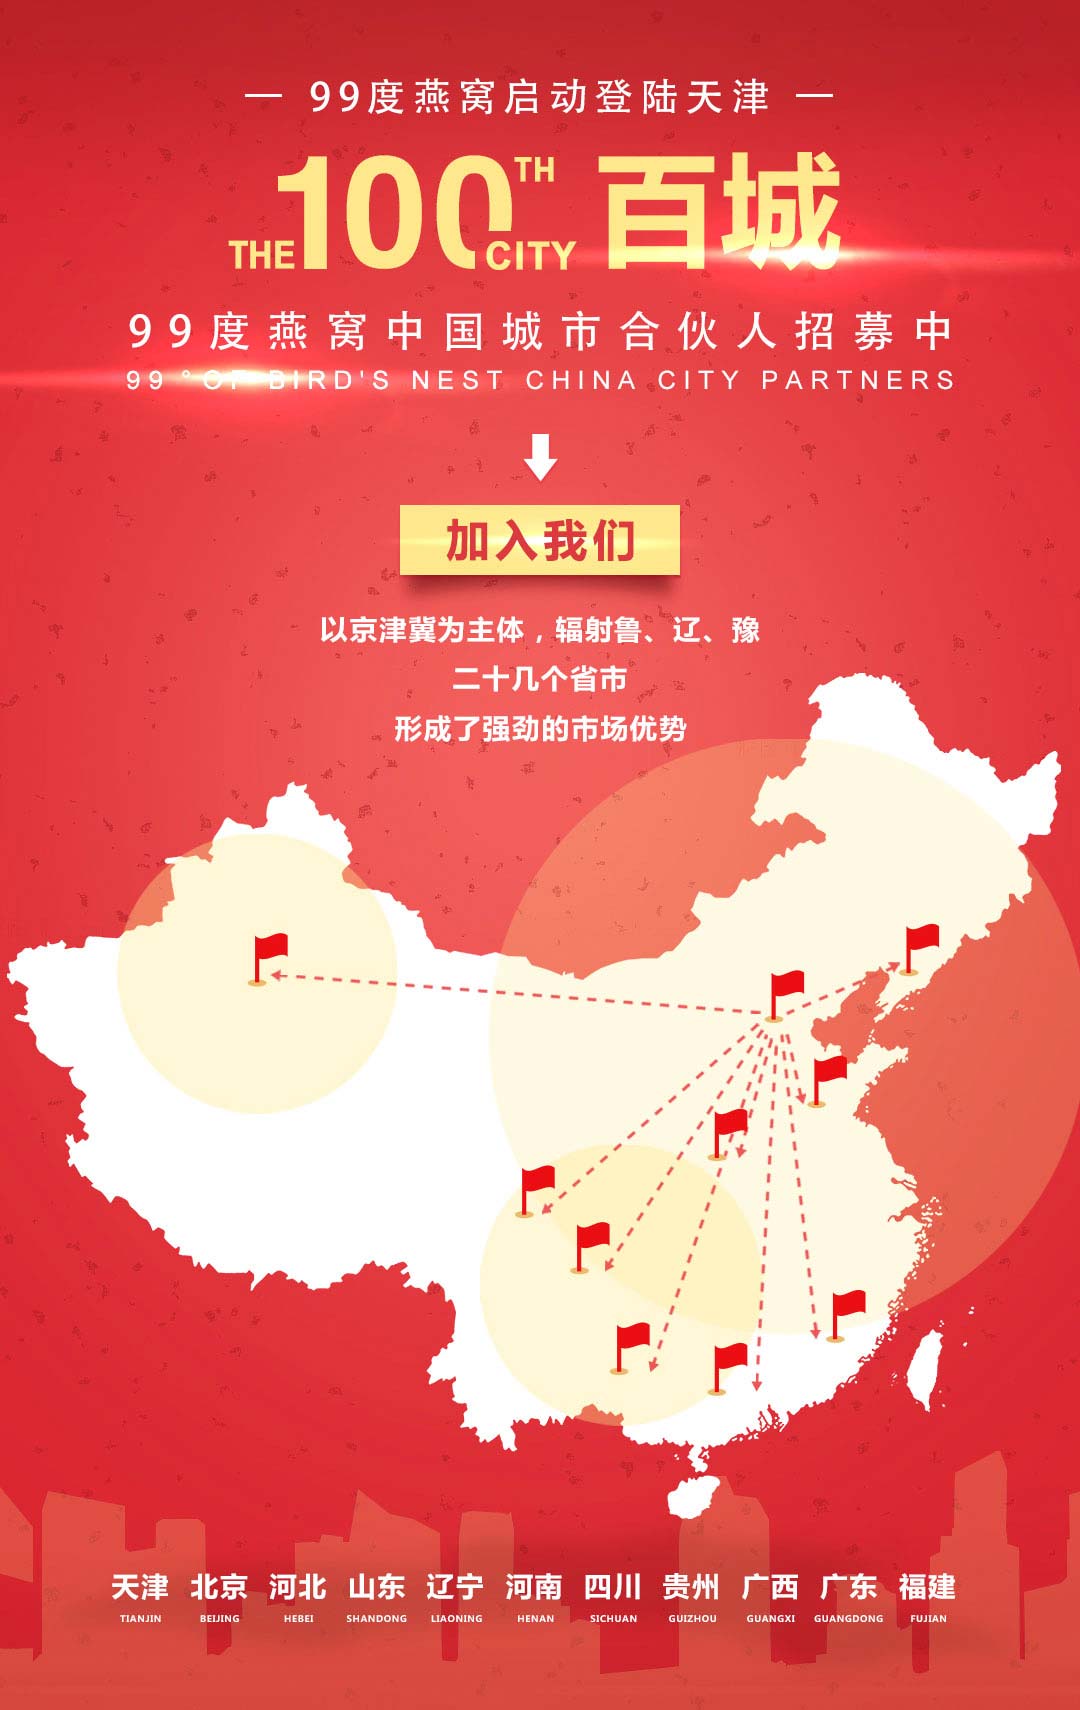 99度燕窝启动登陆天津
THE 100TH CITY 百城
99度燕窝中国城市合伙人招募中
99 °OF BIRD'S NEST CHINA CITY PARTNERS
加入我们
以京津冀为主体，辐射鲁、辽、豫
二十几个省市
形成了强劲的市场优势
天津 北京 河北 山东 辽宁 河南 四川 贵州 广西 广东 福建
TIANJIN BEIJING HEBEI SHANDONG LIAONING HENAN SICHUAN GUIZHOU GUANGXI GUANGDONG FUJIAN